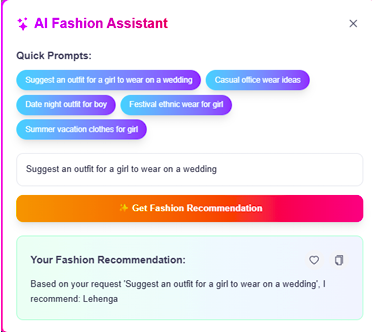 AI Fashion Assistant
Quick Prompts:
Suggest an outfit for a girl to wear on a wedding
Casual office wear ideas
Date night outfit for boy
Festival ethnic wear for girl
Summer vacation clothes for girl
Suggest an outfit for a girl to wear on a wedding
✨ Get Fashion Recommendation
Your Fashion Recommendation:
Based on your request 'Suggest an outfit for a girl to wear on a wedding', I
recommend: Lehenga